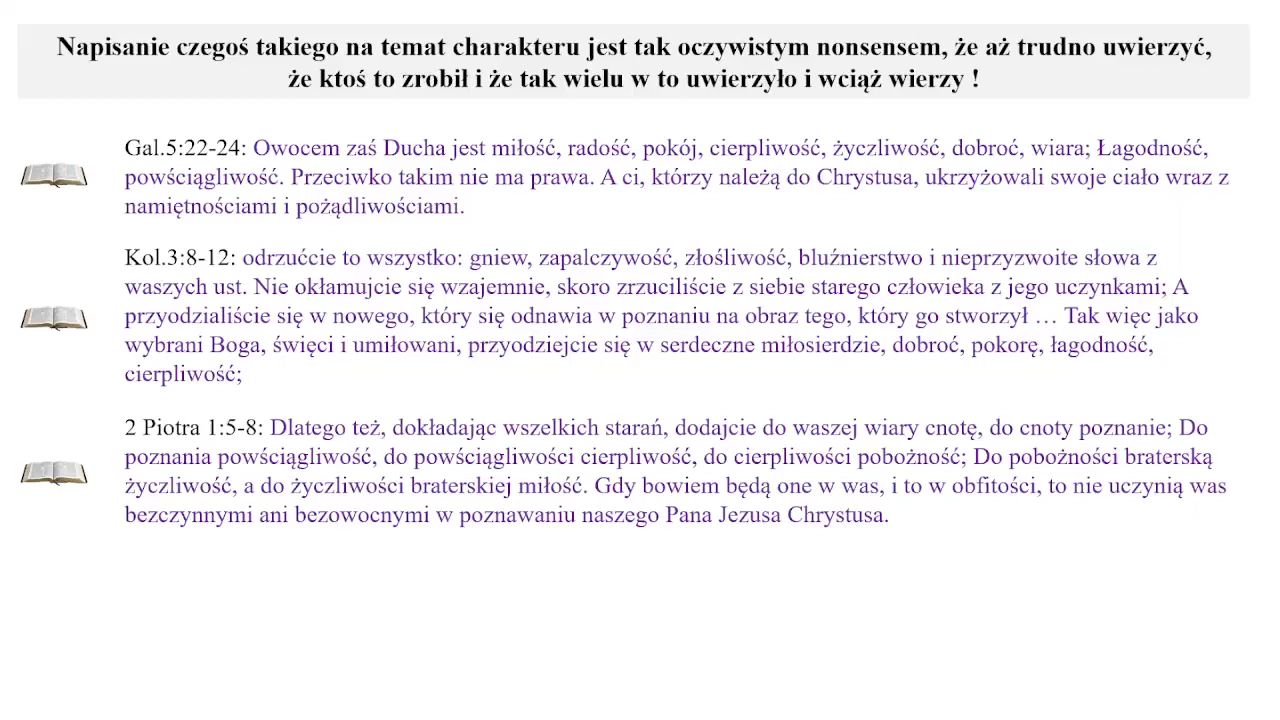 Napisanie czegoś takiego na temat charakteru jest tak oczywistym nonsensem, że aż trudno uwierzyć,
że ktoś to zrobił i że tak wielu w to uwierzyło i wciąż wierzy !
Gal.5:22-24: Owocem zaś Ducha jest miłość, radość, pokój, cierpliwość, życzliwość, dobroć, wiara; Łagodność,
powściągliwość. Przeciwko takim nie ma prawa. A ci, którzy należą do Chrystusa, ukrzyżowali swoje ciało wraz z
namiętnościami i pożądliwościami.
Kol.3:8-12: odrzućcie to wszystko: gniew, zapalczywość, złośliwość, bluźnierstwo i nieprzyzwoite słowa z
waszych ust. Nie okłamujcie się wzajemnie, skoro zrzuciliście z siebie starego człowieka z jego uczynkami; A
przyodzialiście się w nowego, który się odnawia w poznaniu na obraz tego, który go stworzył … Tak więc jako
wybrani Boga, święci i umiłowani, przyodziejcie się w serdeczne miłosierdzie, dobroć, pokorę, łagodność,
cierpliwość;
2 Piotra 1:5-8: Dlatego też, dokładając wszelkich starań, dodajcie do waszej wiary cnotę, do cnoty poznanie; Do
poznania powściągliwość, do powściągliwości cierpliwość, do cierpliwości pobożność; Do pobożności braterską
życzliwość, a do życzliwości braterskiej miłość. Gdy bowiem będą one w was, i to w obfitości, to nie uczynią was
bezczynnymi ani bezowocnymi w poznawaniu naszego Pana Jezusa Chrystusa.